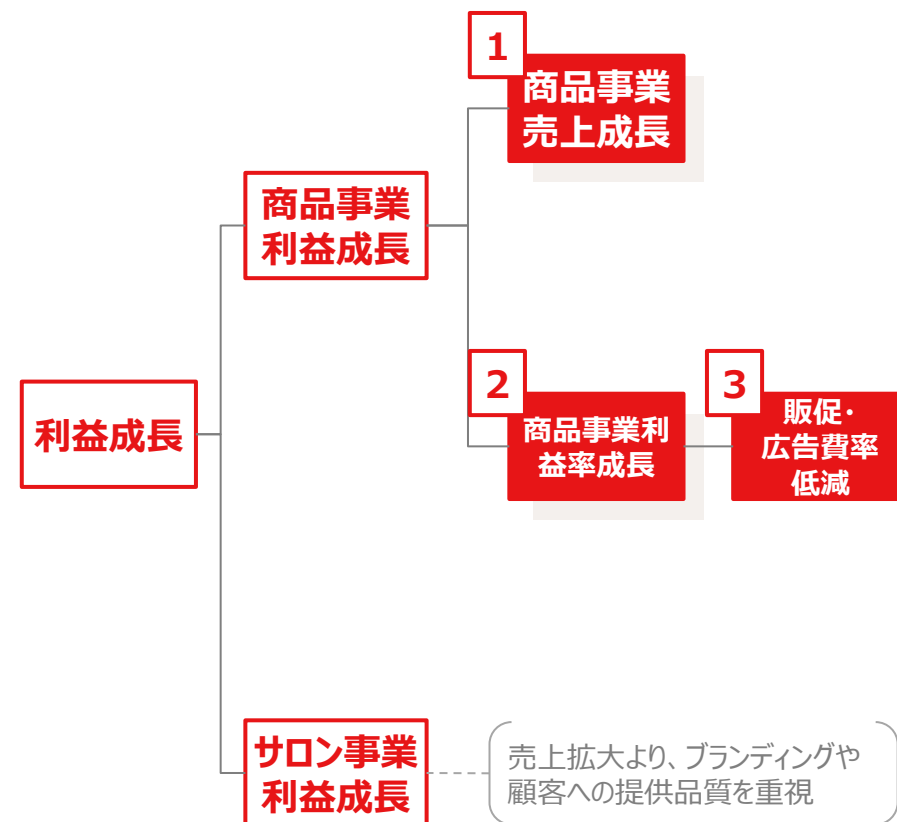 1
商品事業
売上成長
商品事業
利益成長
2
商品事業利
益率成長
3
販促・
広告費率
低減
利益成長
サロン事業
利益成長
売上拡大より、ブランディングや
顧客への提供品質を重視